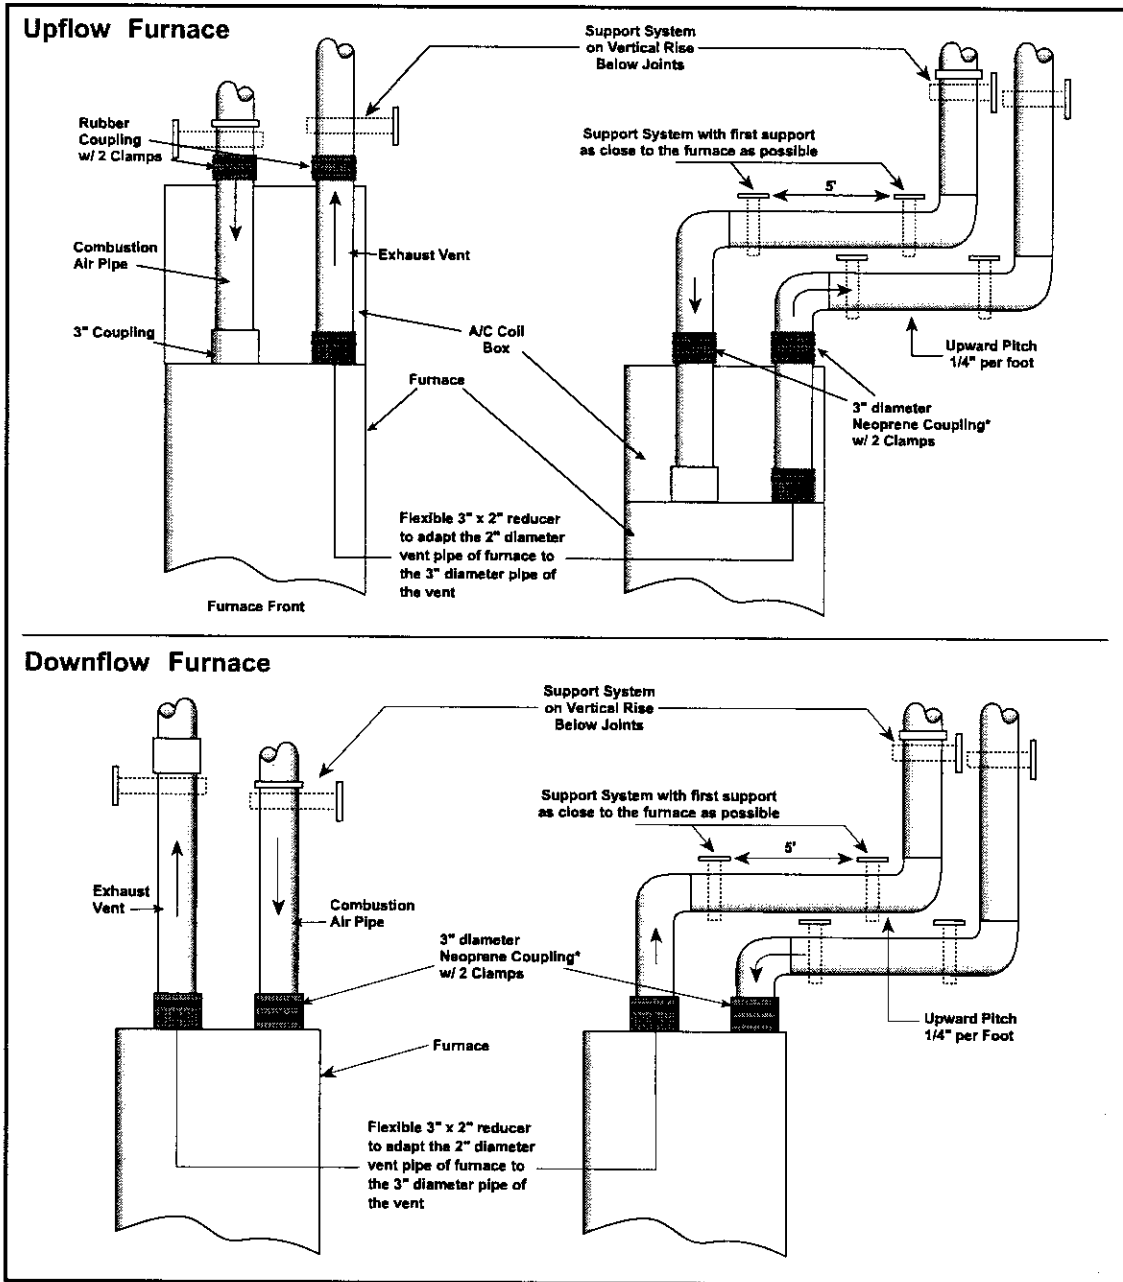 Upflow Furnace
Support System
on Vertical Rise
Below Joints
Rubber
Coupling
w/ 2 Clamps
Support System with first support
as close to the furnace as possible
5'
Combustion
Air Pipe
Exhaust Vent
3" Coupling
A/C Coil
Box
Upward Pitch
1/4" per foot
Furnace
3" diameter
Neoprene Coupling*
w/ 2 Clamps
Flexible 3" x 2" reducer
to adapt the 2" diameter
vent pipe of furnace to
the 3" diameter pipe of
the vent
Furnace Front
Downflow Furnace
Support System
on Vertical Rise
Below Joints
Support System with first support
as close to the furnace as possible
5'
Exhaust
Vent
Combustion
Air Pipe
3" diameter
Neoprene Coupling*
w/ 2 Clamps
Upward Pitch
1/4" per Foot
Furnace
Flexible 3" x 2" reducer
to adapt the 2" diameter
vent pipe of furnace to
the 3" diameter pipe of
the vent